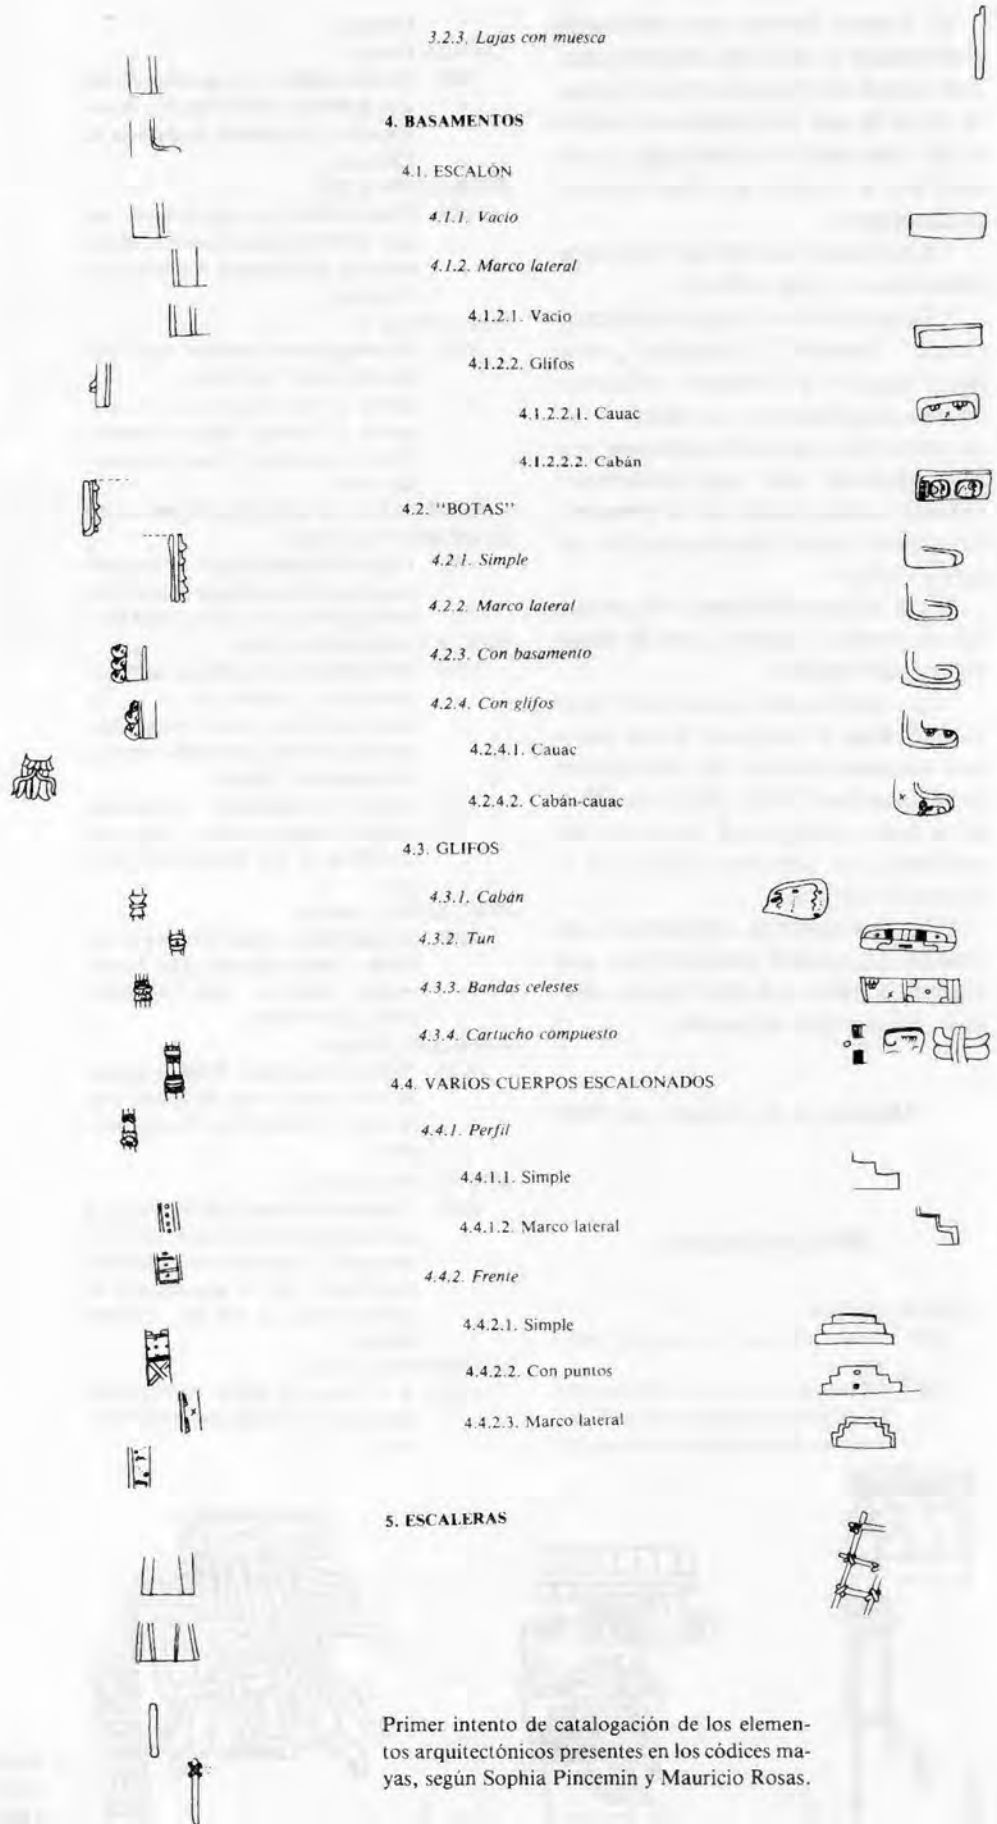 3.2.3. Lajas con muesca
4. BASAMENTOS
4.1. ESCALÓN
4.1.1. Vacio
4.1.2. Marco lateral
4.1.2.1. Vacio
4.1.2.2. Glifos
4.1.2.2.1. Cauac
4.1.2.2.2. Cabán
4.2. "BOTAS"
4.2.1. Simple
4.2.2. Marco lateral
4.2.3. Con basamento
4.2.4. Con glifos
4.2.4.1. Cauac
4.2.4.2. Cabán-cauac
4.3. GLIFOS
4.3.1. Cabán
4.3.2. Tun
4.3.3. Bandas celestes
4.3.4. Cartucho compuesto
4.4. VARIOS CUERPOS ESCALONADOS
4.4.1. Perfil
4.4.1.1. Simple
4.4.1.2. Marco lateral
4.4.2. Frente
4.4.2.1. Simple
4.4.2.2. Con puntos
4.4.2.3. Marco lateral
5. ESCALERAS
Primer intento de catalogación de los elemen-
tos arquitectónicos presentes en los códices ma-
yas, según Sophia Pincemin y Mauricio Rosas.